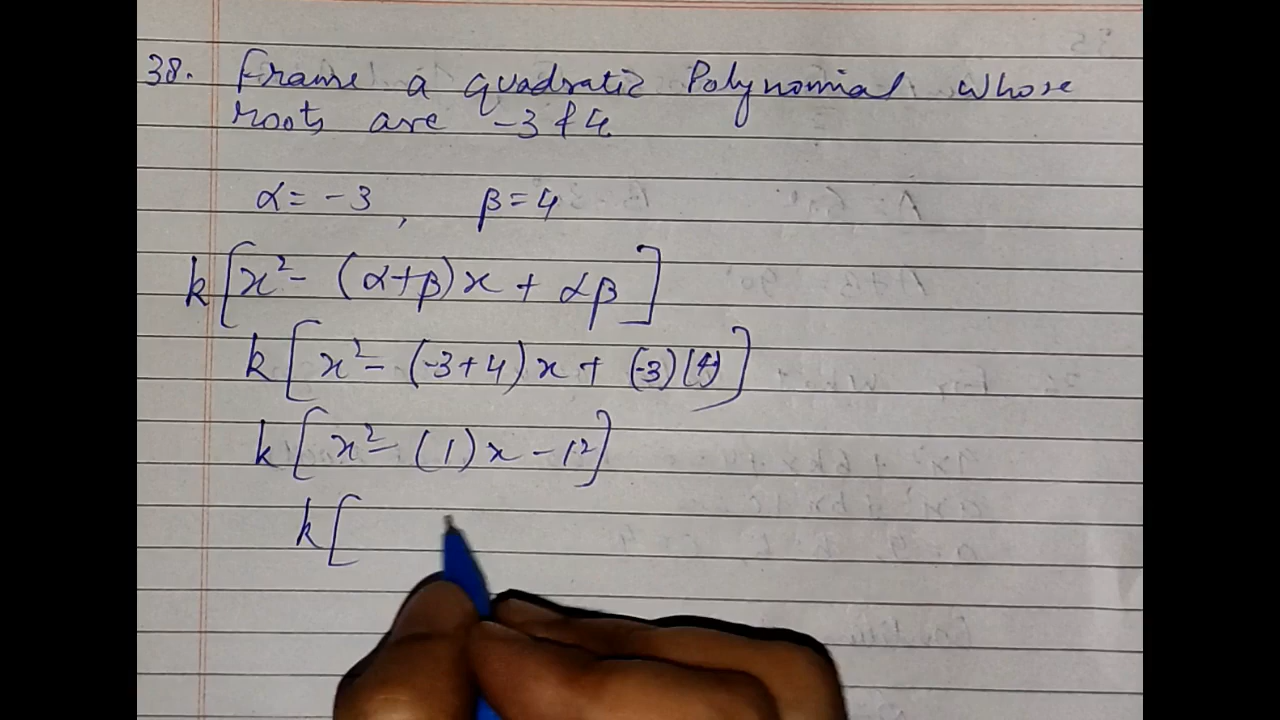 38. Frame a quadratic Polynomial whose
roots are -3 & 4
α = -3 , β = 4
k[x² - (α+β)x + αβ]
k[x² - (-3+4)x + (-3)(4)]
k[x² - (1)x - 12]
k[